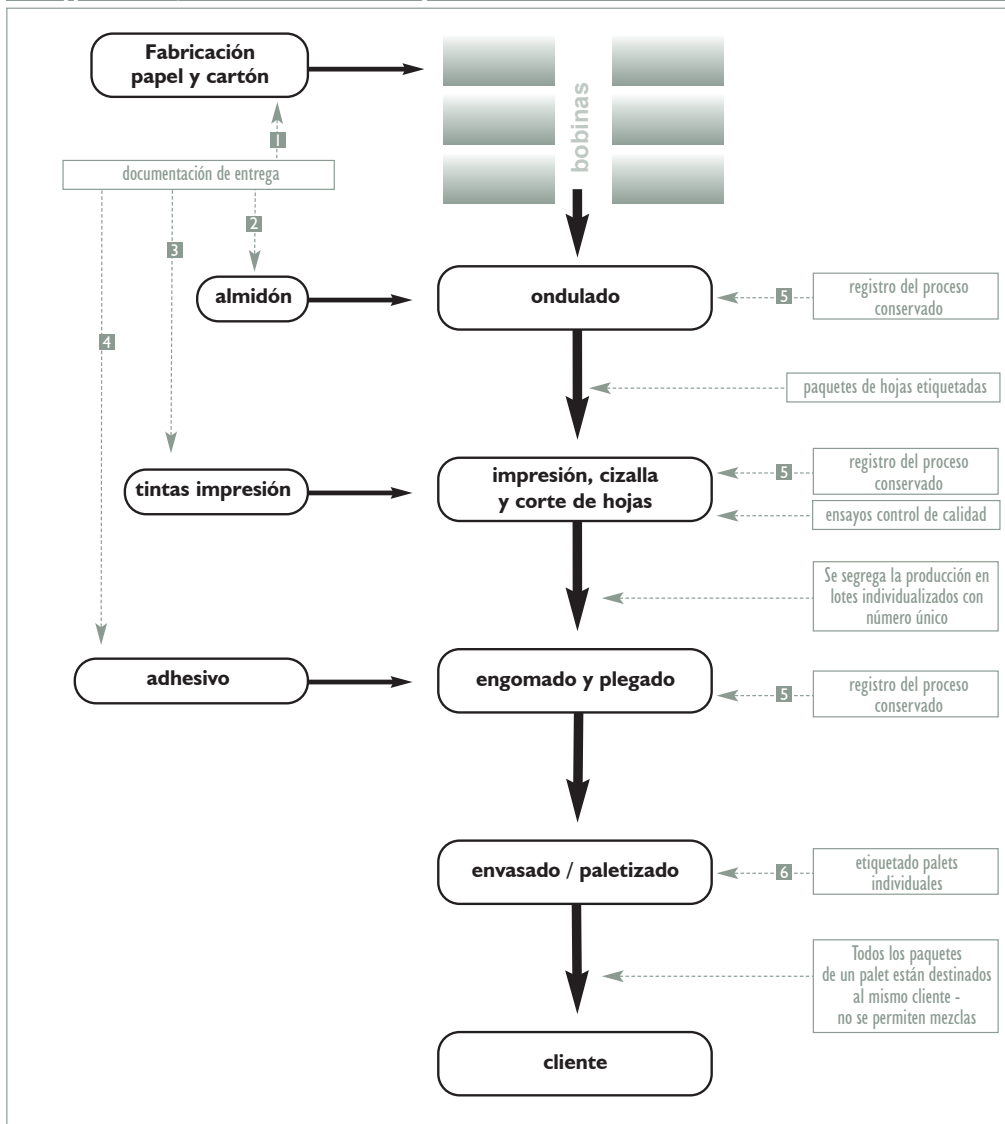 Fabricación
papel y cartón
bobinas
1
documentación de entrega
2
3
4
almidón
ondulado
5
registro del proceso
conservado
paquetes de hojas etiquetadas
tintas impresión
impresión, cizalla
y corte de hojas
5
registro del proceso
conservado
ensayos control de calidad
Se segrega la producción en
lotes individualizados con
número único
adhesivo
engomado y plegado
5
registro del proceso
conservado
envasado / paletizado
6
etiquetado palets
individuales
Todos los paquetes
de un palet están destinados
al mismo cliente -
no se permiten mezclas
cliente